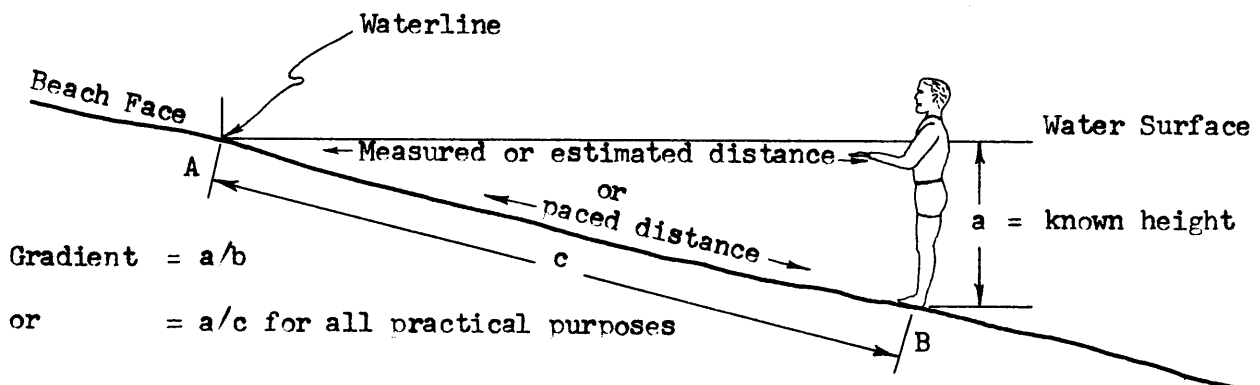 Waterline
Beach Face
Water Surface
A
Measured or estimated distance
or
paced distance
a = known height
Gradient = a/b
c
or = a/c for all practical purposes
B